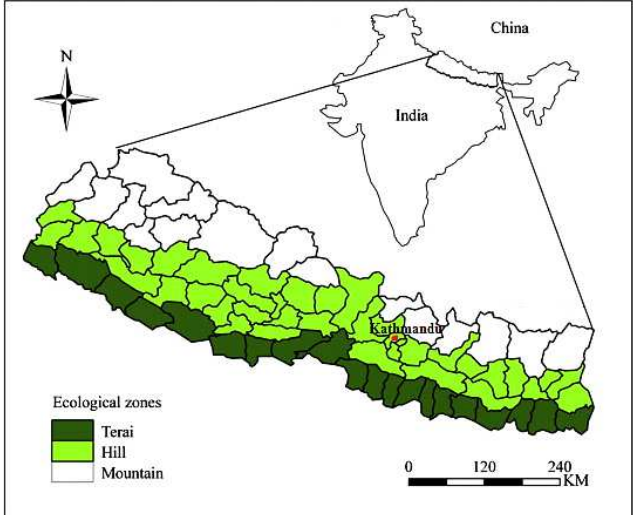 China
N
India
Kathmandu
Ecological zones
Terai
Hill
Mountain
0 120 240
KM